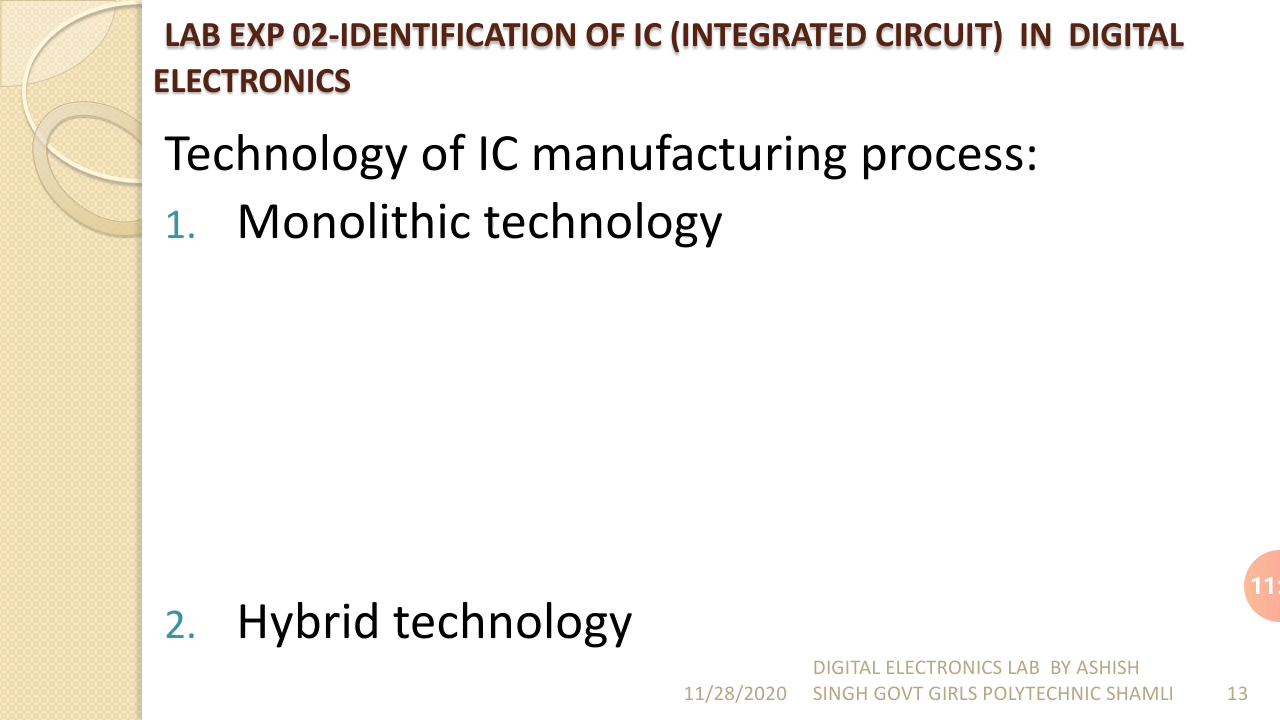 LAB EXP 02-IDENTIFICATION OF IC (INTEGRATED CIRCUIT) IN DIGITAL
ELECTRONICS
Technology of IC manufacturing process:
1. Monolithic technology
2. Hybrid technology
DIGITAL ELECTRONICS LAB BY ASHISH
11/28/2020 SINGH GOVT GIRLS POLYTECHNIC SHAMLI 13
11: